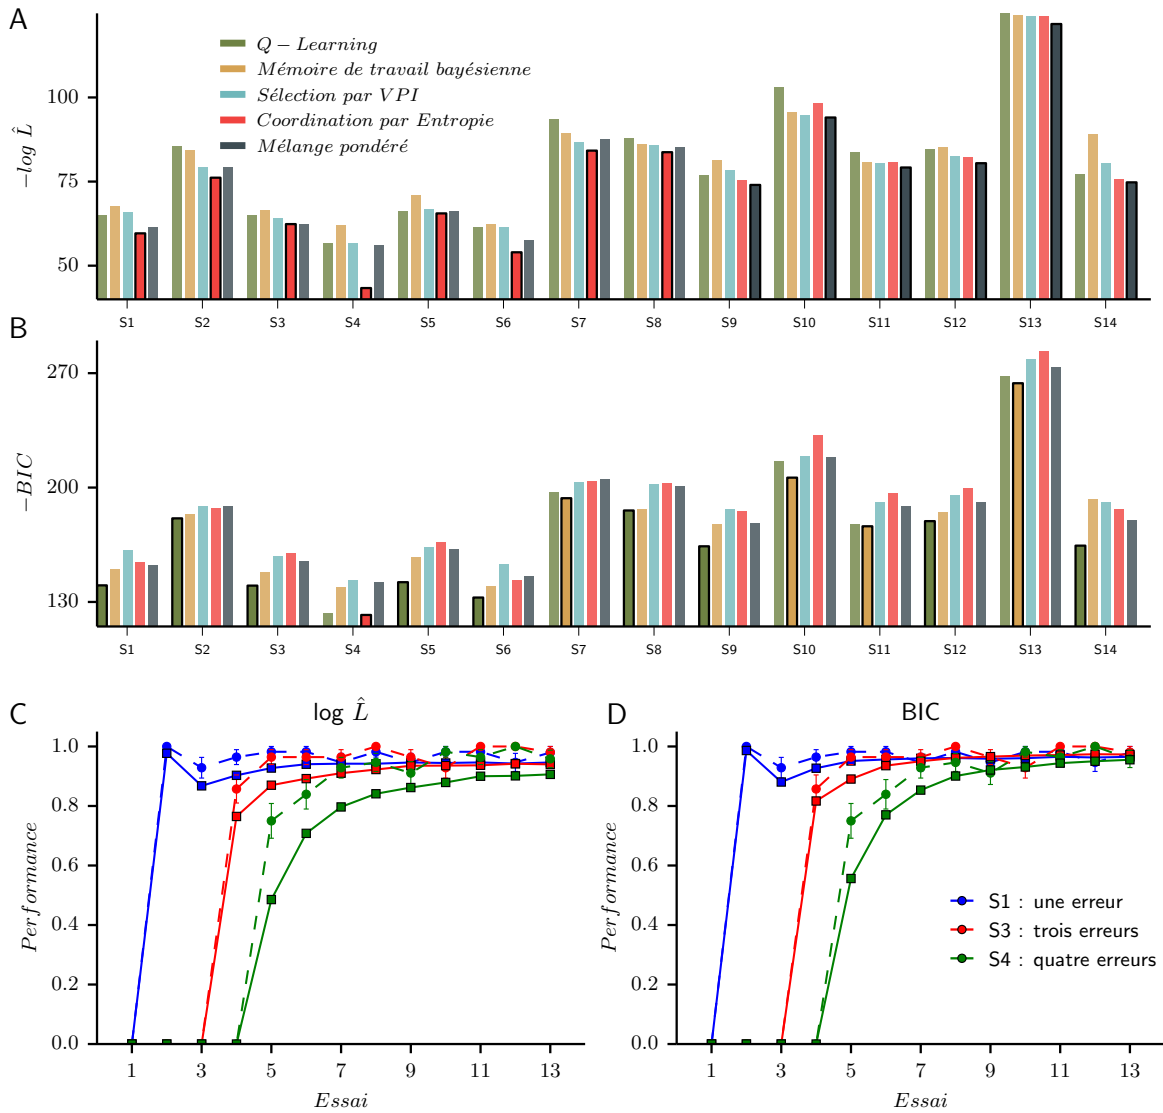 A
Q − Learning
Mémoire de travail bayésienne
Sélection par VPI
Coordination par Entropie
Mélange pondéré
−log L̂
100
75
50
S1 S2 S3 S4 S5 S6 S7 S8 S9 S10 S11 S12 S13 S14
B
−BIC
270
200
130
S1 S2 S3 S4 S5 S6 S7 S8 S9 S10 S11 S12 S13 S14
C
log L̂
Performance
1.0
0.8
0.6
0.4
0.2
0.0
1 3 5 7 9 11 13
Essai
D
BIC
Performance
1.0
0.8
0.6
0.4
0.2
0.0
S1 : une erreur
S3 : trois erreurs
S4 : quatre erreurs
1 3 5 7 9 11 13
Essai